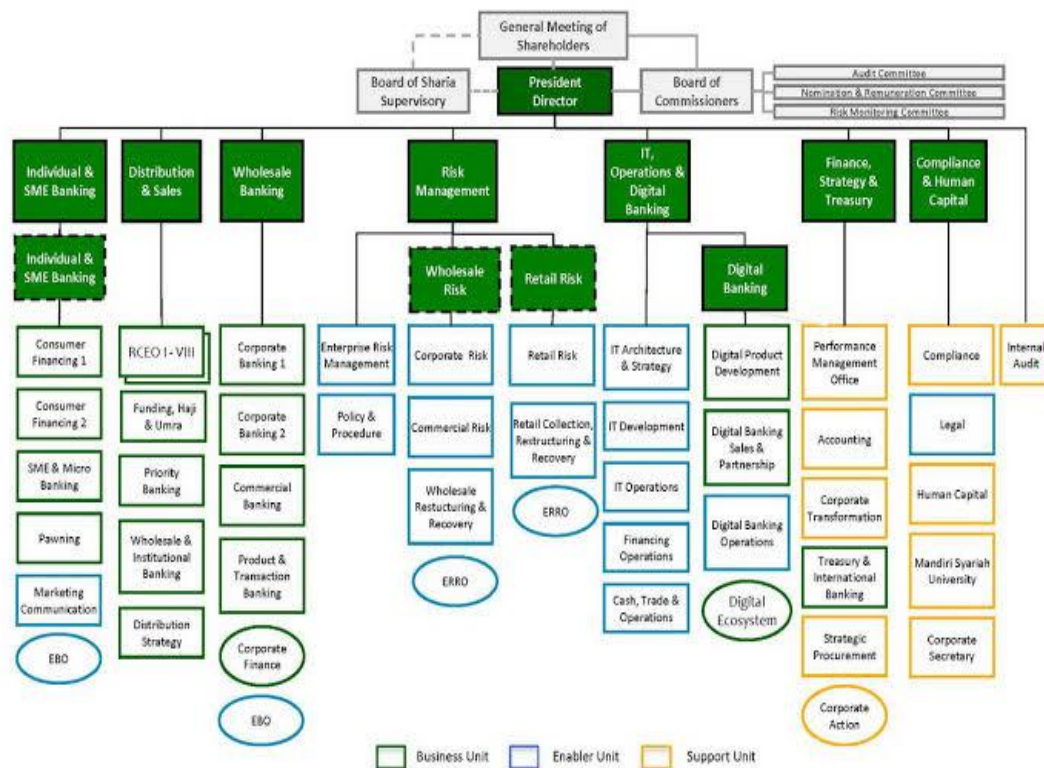 General Meeting of
Shareholders
Board of Sharia
Supervisory
President
Director
Board of
Commissioners
Audit Committee
Nomination & Remuneration Committee
Risk Monitoring Committee
Individual &
SME Banking
Distribution
& Sales
Wholesale
Banking
Risk
Management
IT,
Operations &
Digital
Banking
Finance,
Strategy &
Treasury
Compliance
& Human
Capital
Individual &
SME Banking
Wholesale
Risk
Retail Risk
Digital
Banking
Consumer
Financing 1
Consumer
Financing 2
SME & Micro
Banking
Pawning
Marketing
Communication
EBO
RCEO I - VIII
Funding, Haji
& Umra
Priority
Banking
Wholesale &
Institutional
Banking
Distribution
Strategy
Corporate
Banking 1
Corporate
Banking 2
Commercial
Banking
Product &
Transaction
Banking
Corporate
Finance
EBO
Enterprise Risk
Management
Policy &
Procedure
Corporate Risk
Commercial Risk
Wholesale
Restucturing &
Recovery
ERRO
Retail Risk
Retail Collection,
Restructuring &
Recovery
ERRO
IT Architecture
& Strategy
IT Development
IT Operations
Financing
Operations
Cash, Trade &
Operations
Digital Product
Development
Digital Banking
Sales &
Partnership
Digital Banking
Operations
Digital
Ecosystem
Performance
Management
Office
Accounting
Corporate
Transformation
Treasury &
International
Banking
Strategic
Procurement
Corporate
Action
Compliance
Legal
Human Capital
Mandiri Syariah
University
Corporate
Secretary
Internal
Audit
Business Unit
Enabler Unit
Support Unit